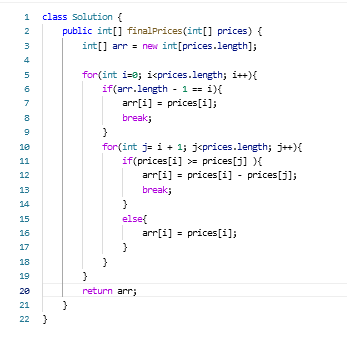 1 class Solution {
2 public int[] finalPrices(int[] prices) {
3 int[] arr = new int[prices.length];
4
5 for(int i=0; i<prices.length; i++){
6 if(arr.length - 1 == i){
7 arr[i] = prices[i];
8 break;
9 }
10 for(int j= i + 1; j<prices.length; j++){
11 if(prices[i] >= prices[j] ){
12 arr[i] = prices[i] - prices[j];
13 break;
14 }
15 else{
16 arr[i] = prices[i];
17 }
18 }
19 }
20 return arr;
21 }
22 }